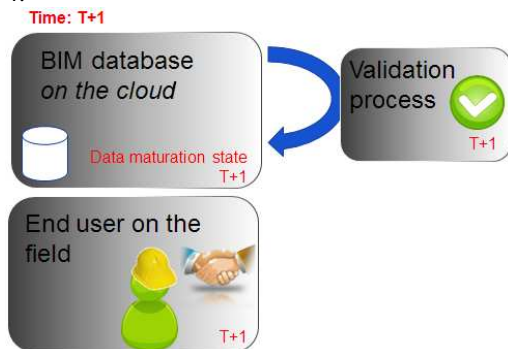 Time: T+1
BIM database
on the cloud
Data maturation state
T+1
Validation
process
T+1
End user on the
field
T+1